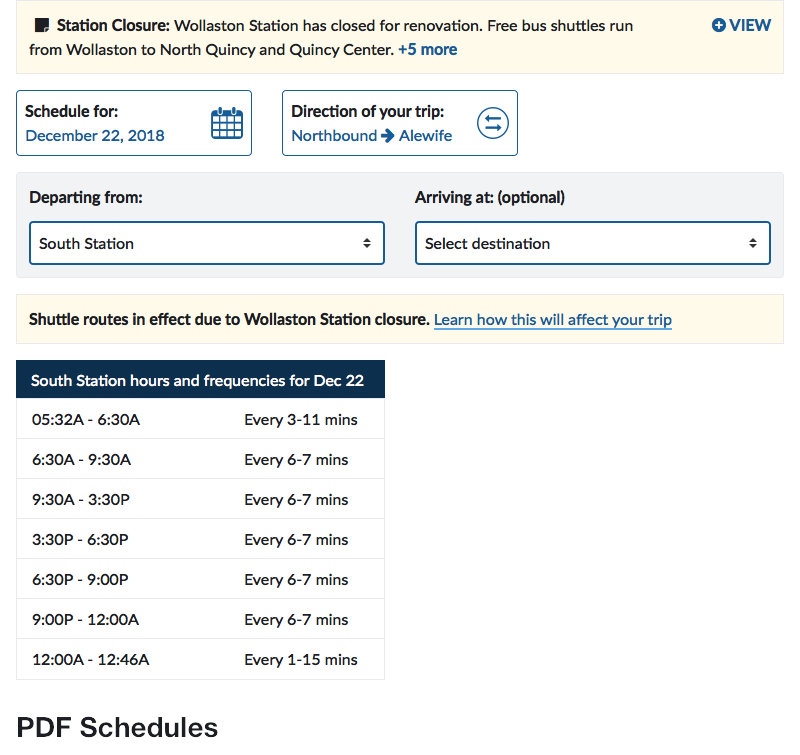 Station Closure: Wollaston Station has closed for renovation. Free bus shuttles run
from Wollaston to North Quincy and Quincy Center. +5 more
VIEW
Schedule for:
December 22, 2018
Direction of your trip:
Northbound → Alewife
Departing from:
South Station
Arriving at: (optional)
Select destination
Shuttle routes in effect due to Wollaston Station closure. Learn how this will affect your trip
South Station hours and frequencies for Dec 22
05:32A - 6:30A Every 3-11 mins
6:30A - 9:30A Every 6-7 mins
9:30A - 3:30P Every 6-7 mins
3:30P - 6:30P Every 6-7 mins
6:30P - 9:00P Every 6-7 mins
9:00P - 12:00A Every 6-7 mins
12:00A - 12:46A Every 1-15 mins
PDF Schedules